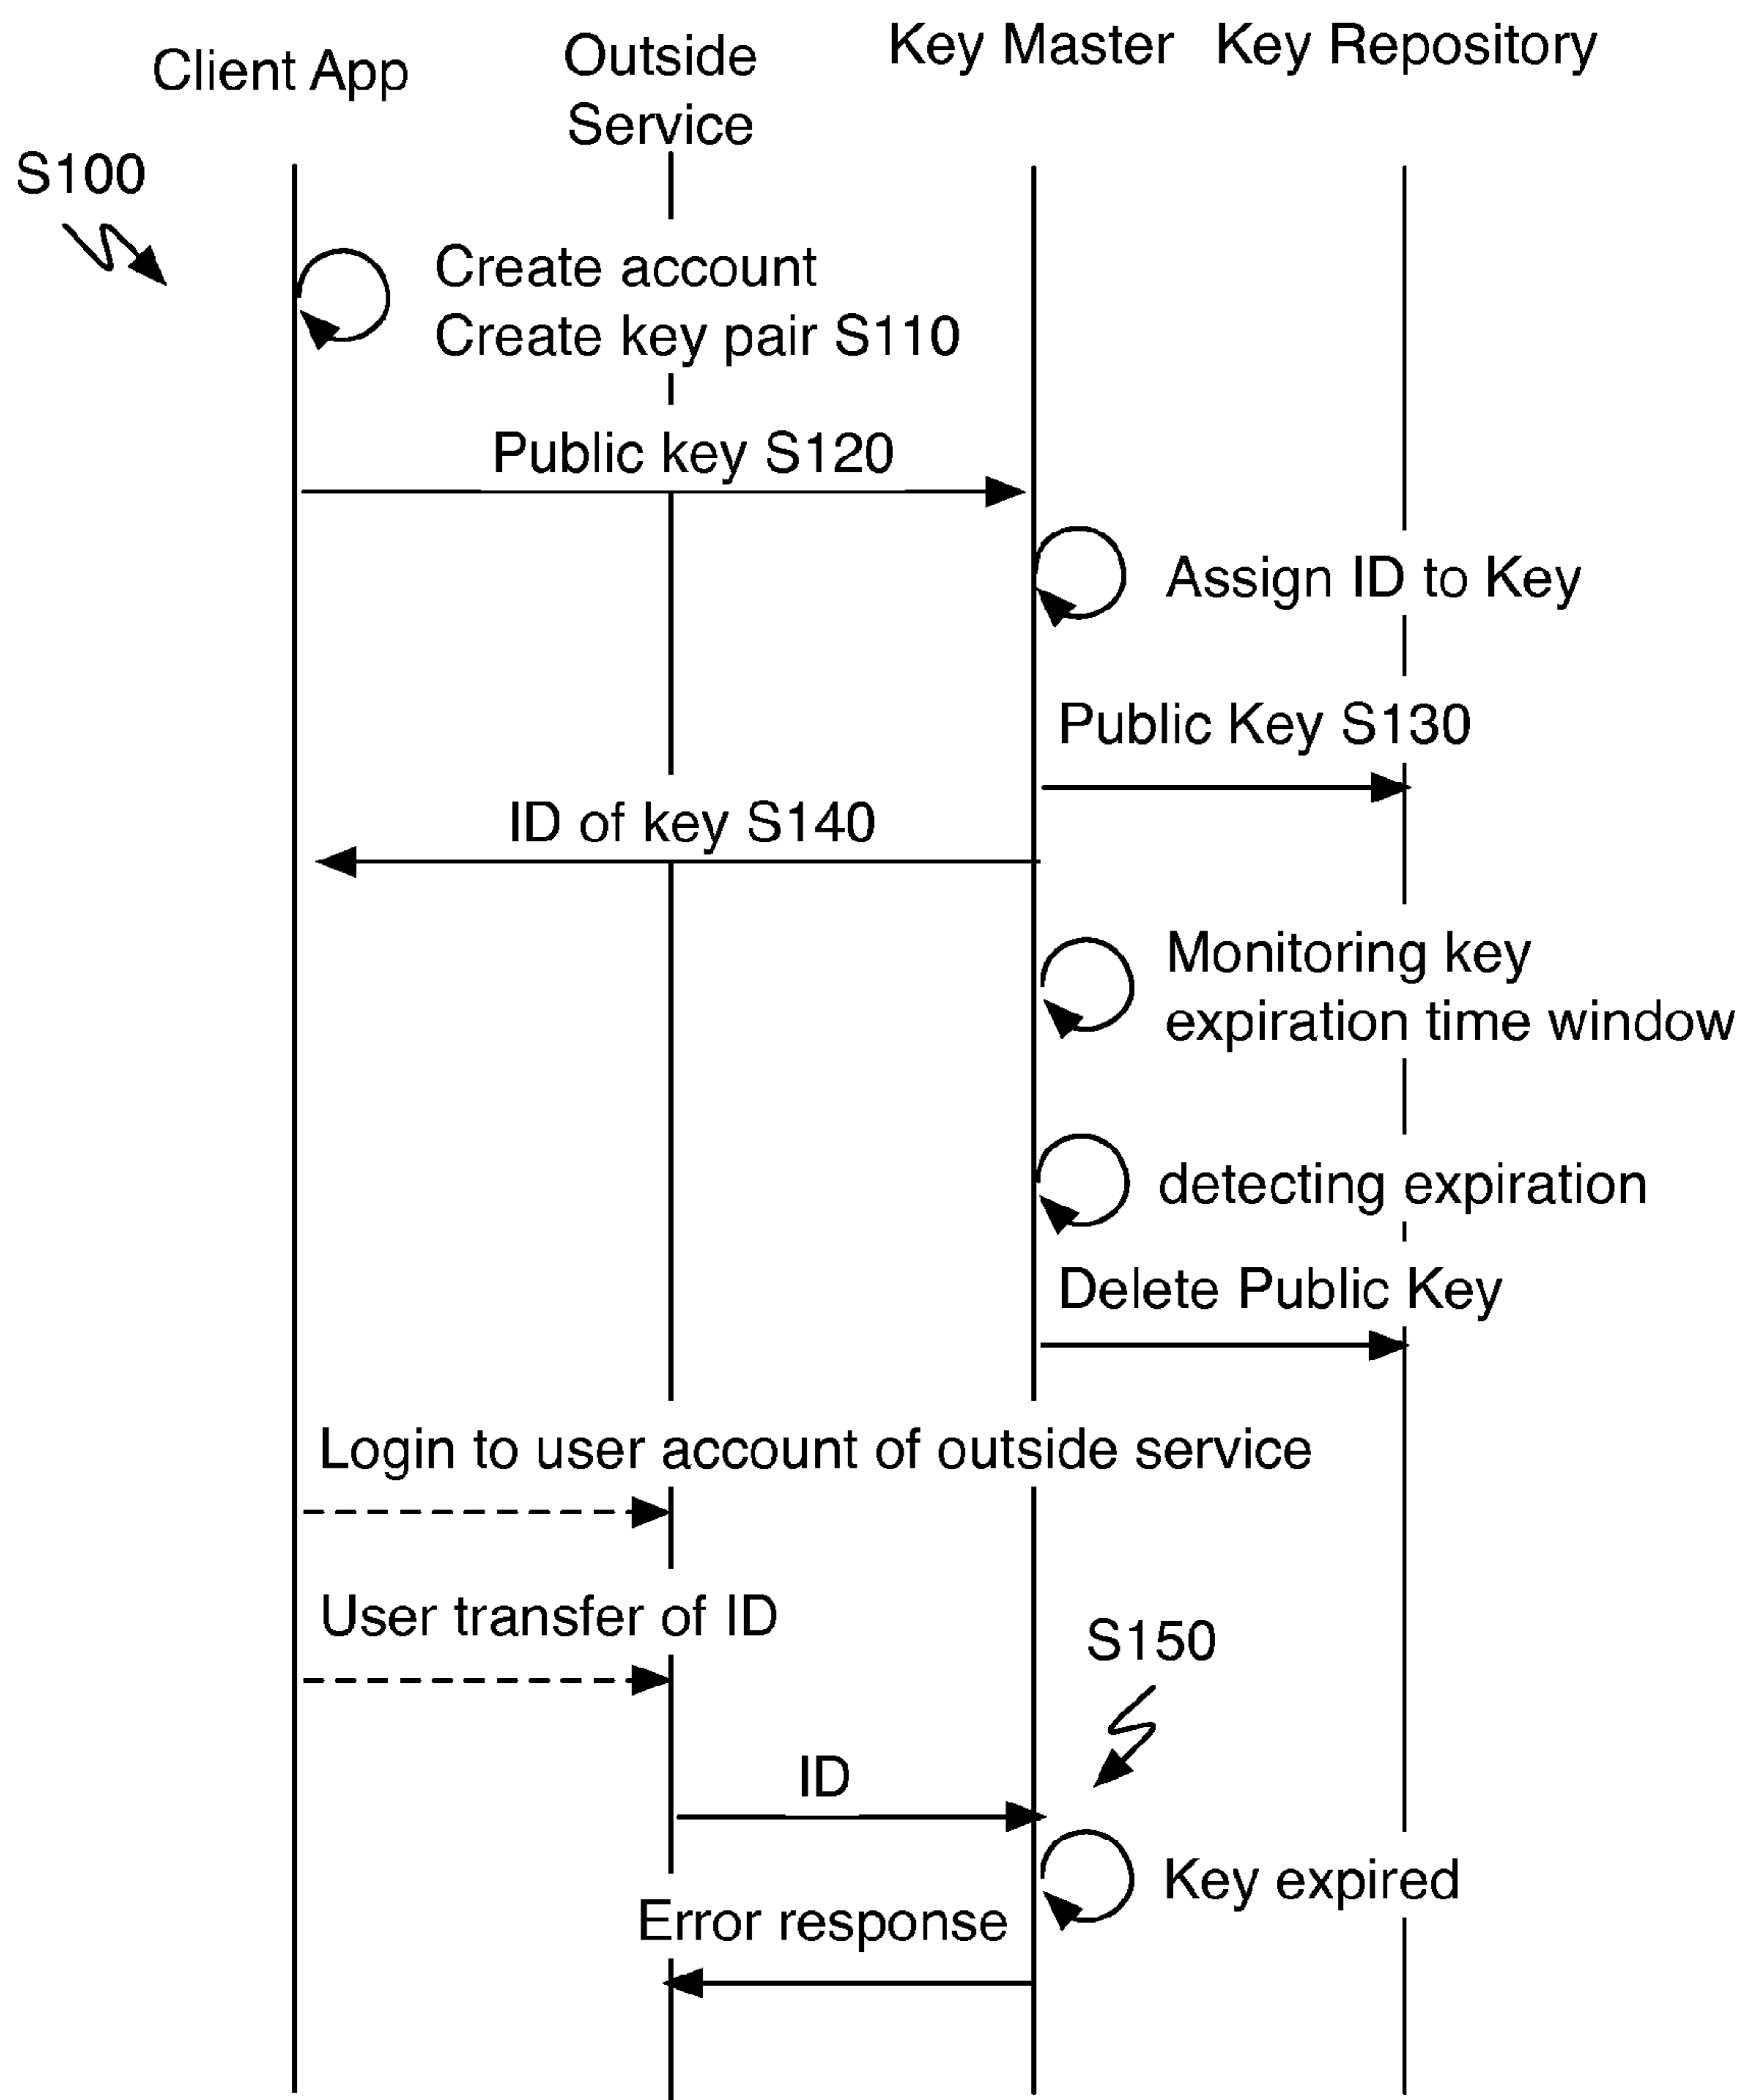 Client App
Outside
Service
Key Master
Key Repository
S100
Create account
Create key pair S110
Public key S120
Assign ID to Key
Public Key S130
ID of key S140
Monitoring key
expiration time window
detecting expiration
Delete Public Key
Login to user account of outside service
User transfer of ID
S150
ID
Key expired
Error response